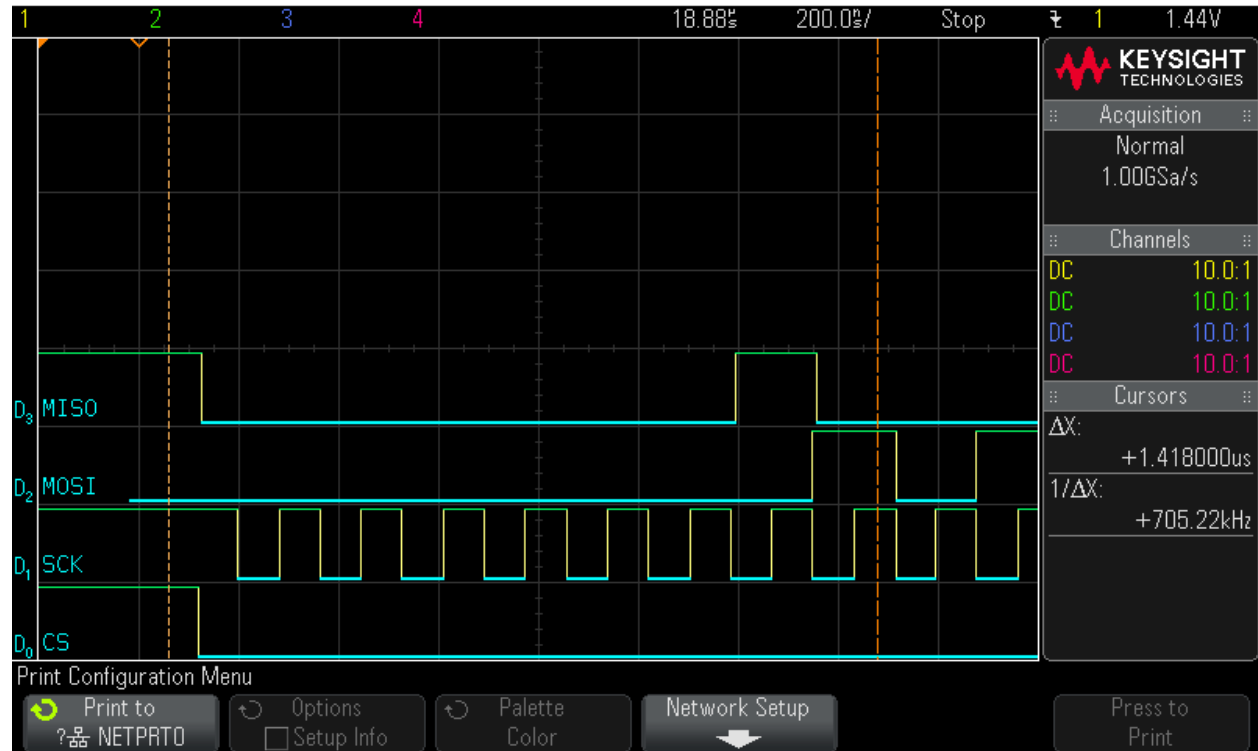 1 2 3 4 18.88µs 200.0ns/ Stop 1 1.44V
KEYSIGHT
TECHNOLOGIES
Acquisition
Normal
1.00GSa/s
Channels
DC 10.0:1
DC 10.0:1
DC 10.0:1
DC 10.0:1
Cursors
ΔX:
+1.418000us
1/ΔX:
+705.22kHz
D3 MISO
D2 MOSI
D1 SCK
D0 CS
Print Configuration Menu
Print to
? NETPRT0
Options
Setup Info
Palette
Color
Network Setup
Press to
Print